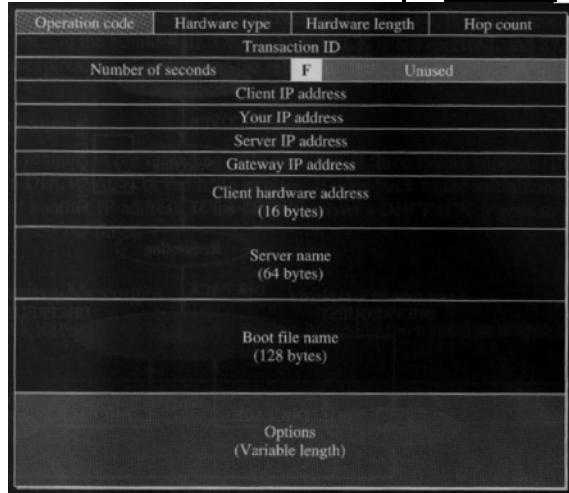 Operation code Hardware type Hardware length Hop count
Transaction ID
Number of seconds F Unused
Client IP address
Your IP address
Server IP address
Gateway IP address
Client hardware address
(16 bytes)
Server name
(64 bytes)
Boot file name
(128 bytes)
Options
(Variable length)